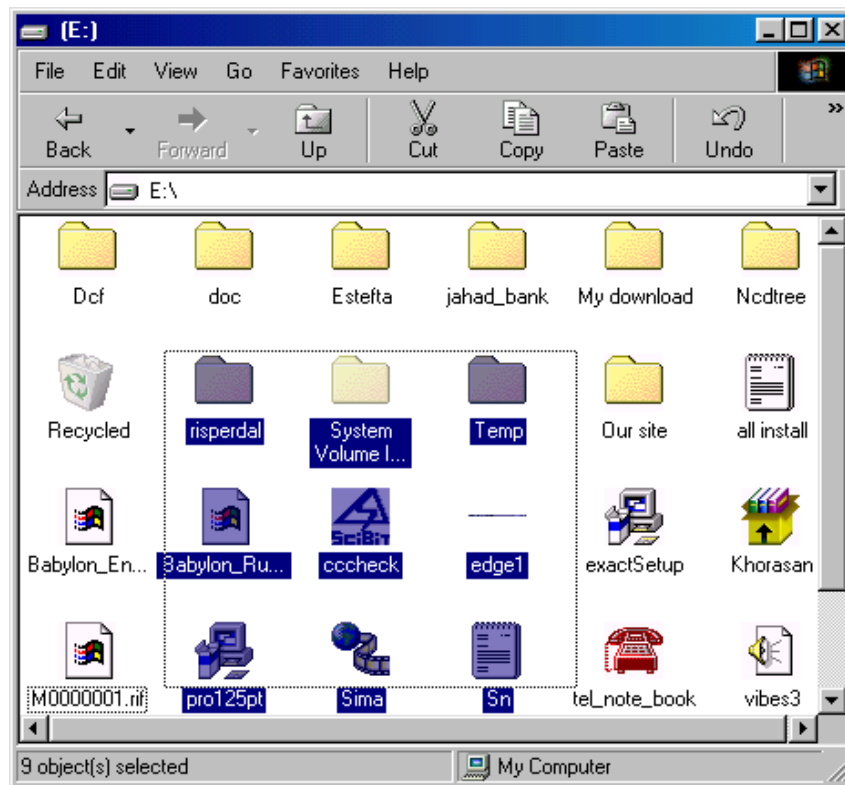 (E:)
File Edit View Go Favorites Help
Back Forward Up Cut Copy Paste Undo »
Address E:\
Dcf doc Estefta jahad_bank My download Ncdtree
Recycled risperdal System Volume I... Temp Our site all install
SciBiT
Babylon_En... Babylon_Ru... cccheck edge1 exactSetup Khorasan
M0000001.rif pro125pt Sima Sn tel_note_book vibes3
9 object(s) selected My Computer